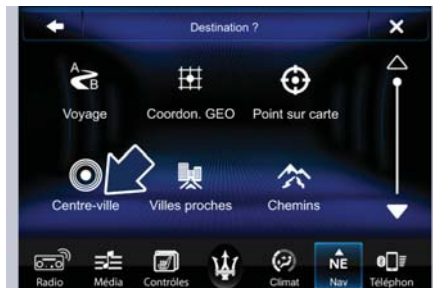 Destination ?
A
B
Voyage Coordon. GEO Point sur carte
Centre-ville Villes proches Chemins
NE
Radio Média Contrôles Climat Nav Téléphon